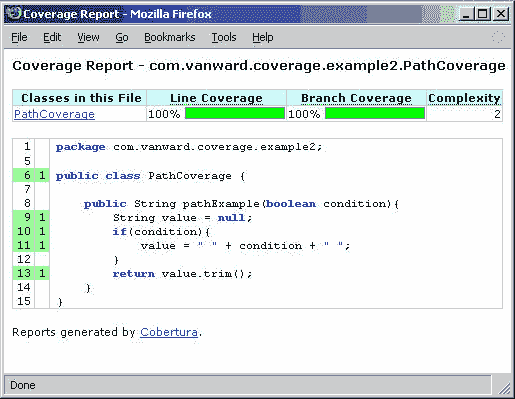 Coverage Report - Mozilla Firefox
File Edit View Go Bookmarks Tools Help
Coverage Report - com.vanward.coverage.example2.PathCoverage
Classes in this File Line Coverage Branch Coverage Complexity
PathCoverage 100% 100% 2
1 package com.vanward.coverage.example2;
5
6 1 public class PathCoverage {
7
8 public String pathExample(boolean condition){
9 1 String value = null;
10 1 if(condition){
11 1 value = " " + condition + " ";
12 }
13 1 return value.trim();
14 }
15 }
Reports generated by Cobertura.
Done